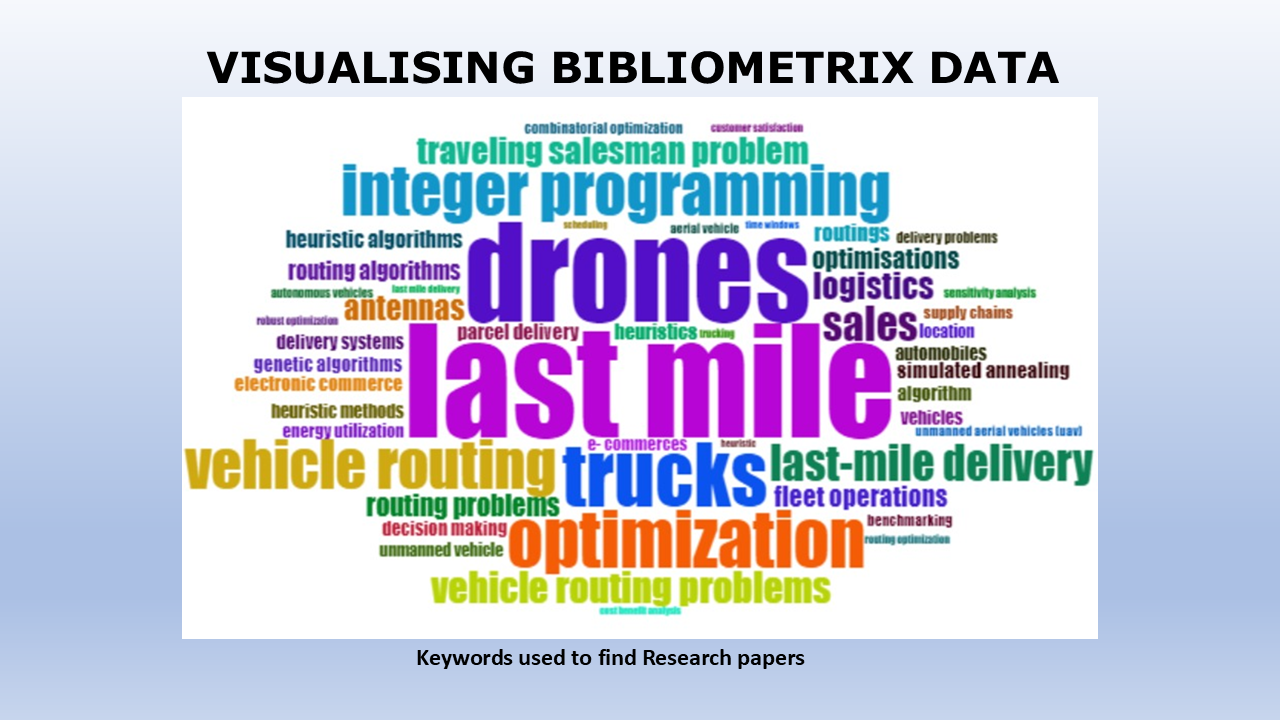 VISUALISING BIBLIOMETRIX DATA
combinatorial optimization
customer satisfaction
traveling salesman problem
integer programming
scheduling
aerial vehicle
time windows
heuristic algorithms
drones
routings
delivery problems
routing algorithms
optimisations
autonomous vehicles
last mile delivery
logistics
sensitivity analysis
antennas
robust optimization
sales
supply chains
location
parcel delivery
heuristics
trucking
delivery systems
last mile
automobiles
genetic algorithms
simulated annealing
electronic commerce
algorithm
heuristic methods
vehicles
energy utilization
unmanned aerial vehicles (uav)
e- commerces
heuristic
vehicle routing
trucks
last-mile delivery
routing problems
fleet operations
decision making
optimization
benchmarking
unmanned vehicle
routing optimization
vehicle routing problems
cost benefit analysis
Keywords used to find Research papers